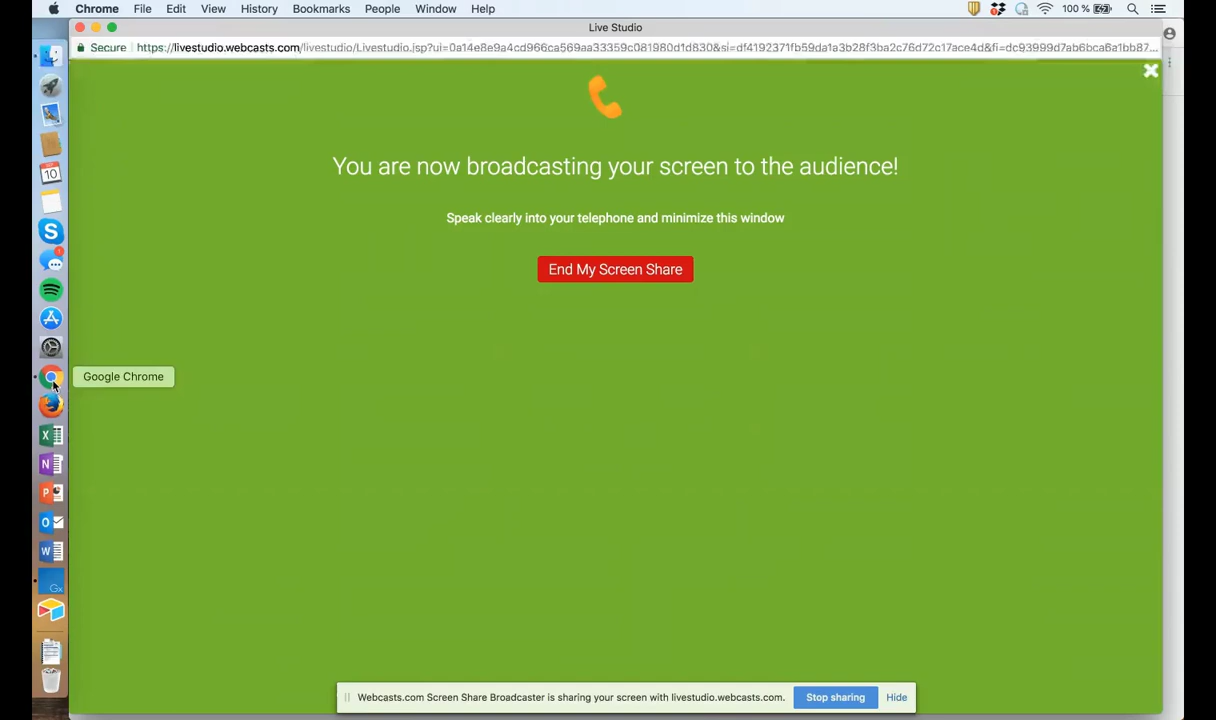 Chrome File Edit View History Bookmarks People Window Help 100 %
Live Studio
Secure https://livestudio.webcasts.com/livestudio/Livestudio.jsp?ui=0a14e8e9a4cd966ca569aa33359c081980d1d830&si=df4192371fb59da1a3b28f3ba2c76d72c17ace4d&fi=dc93999d7ab6bca6a1bb87...
You are now broadcasting your screen to the audience!
Speak clearly into your telephone and minimize this window
End My Screen Share
10
S
1
Google Chrome
X
N
P
O
W
Gx
Webcasts.com Screen Share Broadcaster is sharing your screen with livestudio.webcasts.com. Stop sharing Hide